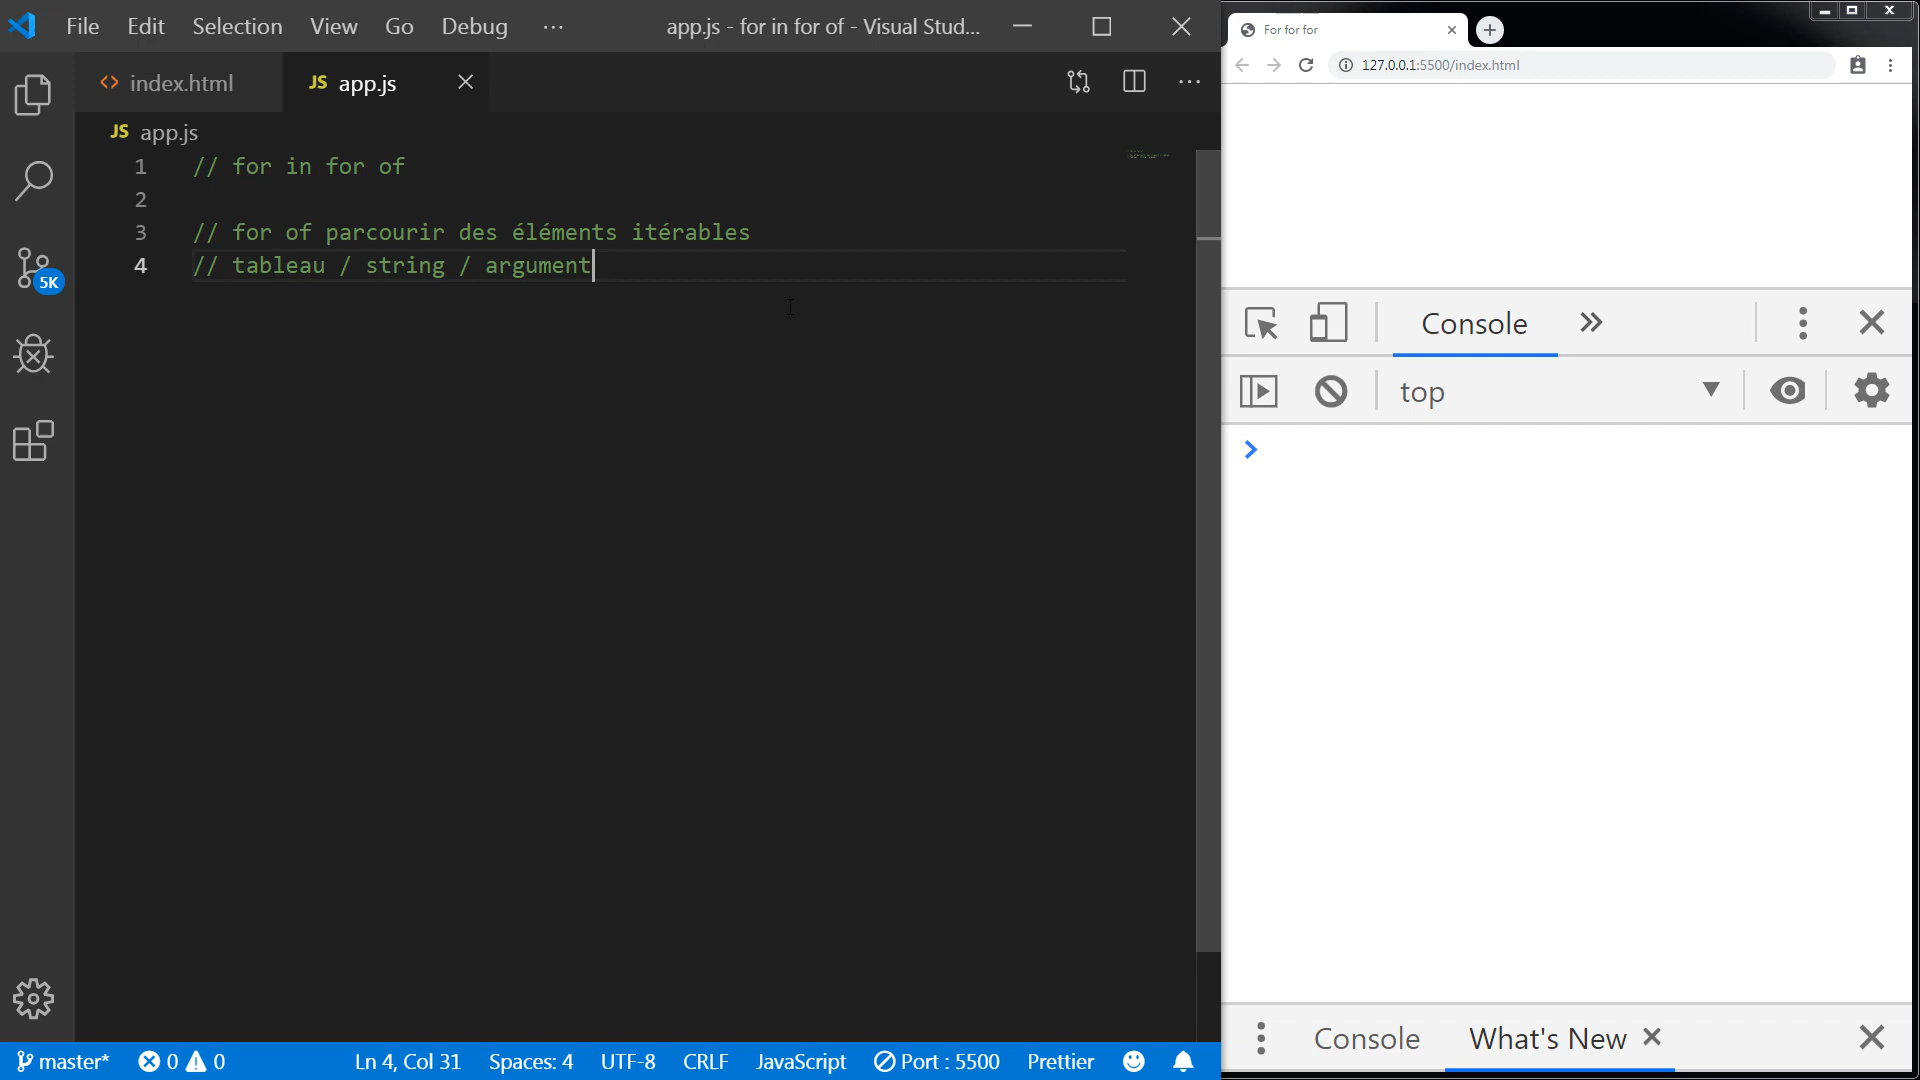 File Edit Selection View Go Debug ··· app.js - for in for of - Visual Stud...
<> index.html JS app.js
JS app.js
1 // for in for of
2
3 // for of parcourir des éléments itérables
4 // tableau / string / argument
5K
master* 0 0 Ln 4, Col 31 Spaces: 4 UTF-8 CRLF JavaScript Port : 5500 Prettier
For for for
127.0.0.1:5500/index.html
Console
top
Console What's New